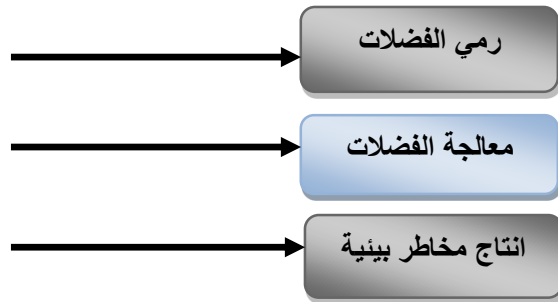 رمي الفضلات
معالجة الفضلات
انتاج مخاطر بيئية